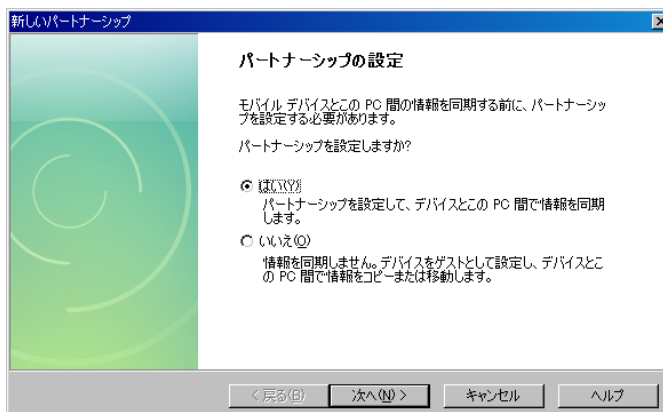 新しいパートナーシップ
パートナーシップの設定
モバイル デバイスとこの PC 間の情報を同期する前に、パートナーシッ
プを設定する必要があります。
パートナーシップを設定しますか?
はい(Y)
パートナーシップを設定して、デバイスとこの PC 間で情報を同期
します。
いいえ(O)
情報を同期しません。デバイスをゲストとして設定し、デバイスとこ
の PC 間で情報をコピーまたは移動します。
< 戻る(B)
次へ(N) >
キャンセル
ヘルプ